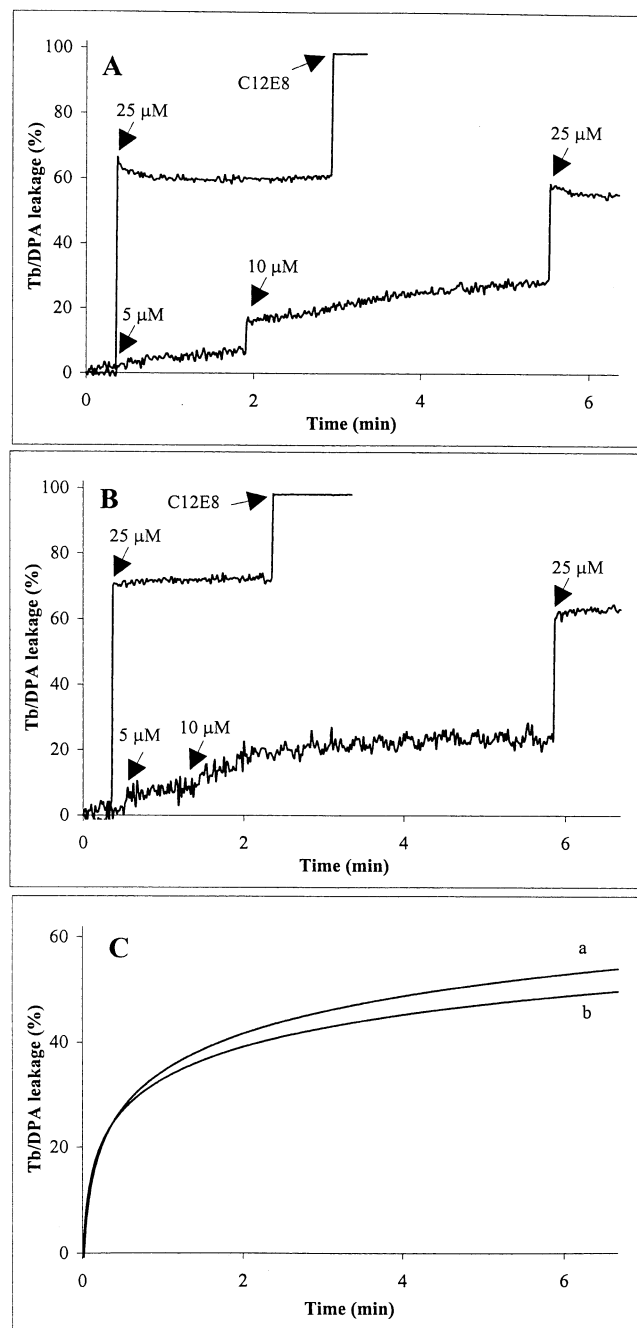 A
100
80
60
40
20
0
Tb/DPA leakage (%)
25 μM
C12E8
25 μM
5 μM
10 μM
0
2
4
6
Time (min)
B
100
80
60
40
20
0
Tb/DPA leakage (%)
25 μM
C12E8
25 μM
5 μM
10 μM
0
2
4
6
Time (min)
C
60
40
20
0
Tb/DPA leakage (%)
a
b
0
2
4
6
Time (min)